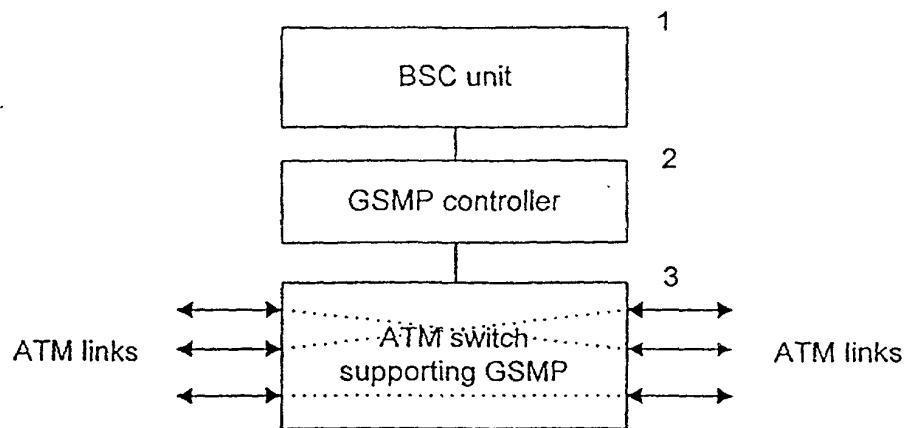 1
BSC unit
2
GSMP controller
3
ATM links
ATM switch
supporting GSMP
ATM links